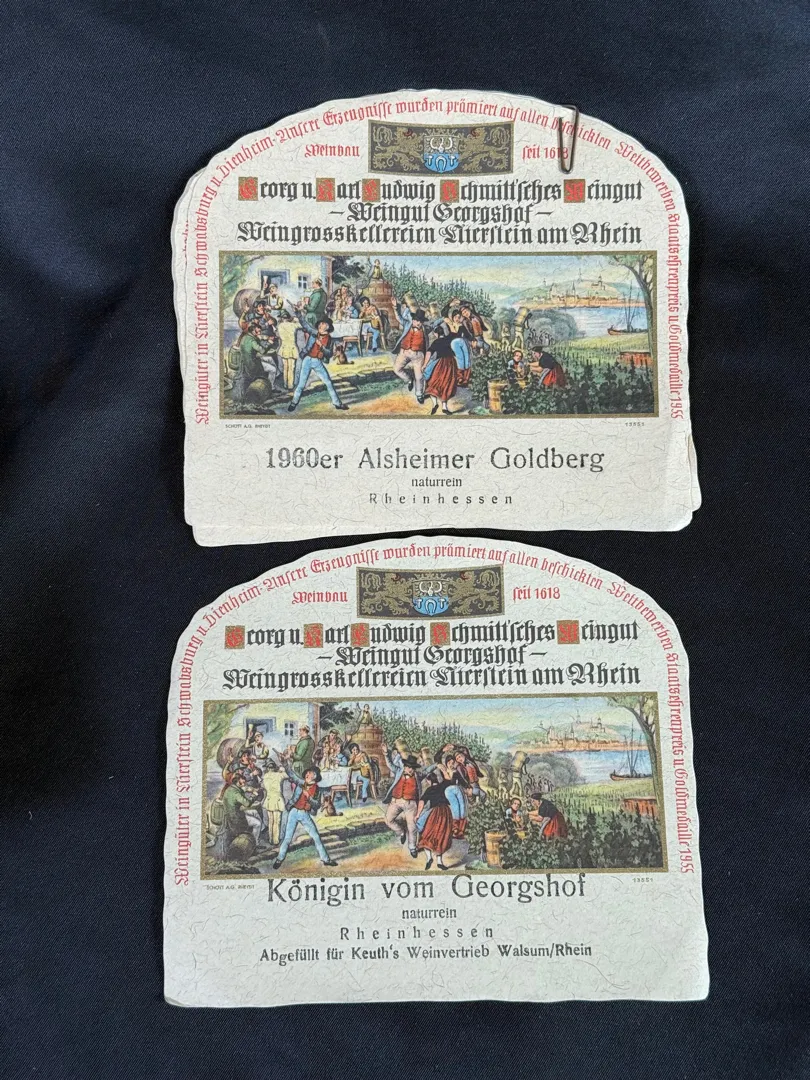 Weingüter in Nierstein Schwabsburg u. Dienheim·Unsere Erzeugnisse wurden prämiert auf allen beschickten Wettbewerben Staatsehrenpreis u. Goldmedaille 1955
Weinbau seit 1618
Georg u. Karl Ludwig Schmitt'sches Weingut
–Weingut Georgshof–
Weingrosskellereien Nierstein am Rhein
SCHOTT A.G. RHEYDT 13551
1960er Alsheimer Goldberg
naturrein
Rheinhessen
Weingüter in Nierstein Schwabsburg u. Dienheim·Unsere Erzeugnisse wurden prämiert auf allen beschickten Wettbewerben Staatsehrenpreis u. Goldmedaille 1955
Weinbau seit 1618
Georg u. Karl Ludwig Schmitt'sches Weingut
–Weingut Georgshof–
Weingrosskellereien Nierstein am Rhein
SCHOTT A.G. RHEYDT 13551
Königin vom Georgshof
naturrein
Rheinhessen
Abgefüllt für Keuth's Weinvertrieb Walsum/Rhein